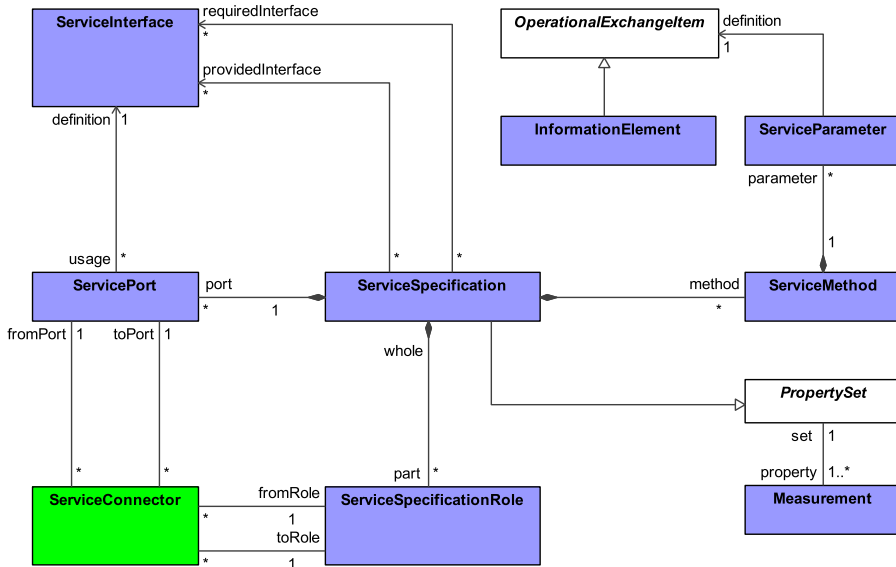 ServiceInterface
requiredInterface
*
providedInterface
*
definition
1
OperationalExchangeItem
definition
1
InformationElement
ServiceParameter
parameter
*
usage
*
*
*
1
ServicePort
port
*
1
ServiceSpecification
method
*
ServiceMethod
fromPort
1
toPort
1
whole
PropertySet
set
1
*
*
part
*
property
1..*
ServiceConnector
fromRole
*
1
toRole
*
1
ServiceSpecificationRole
Measurement